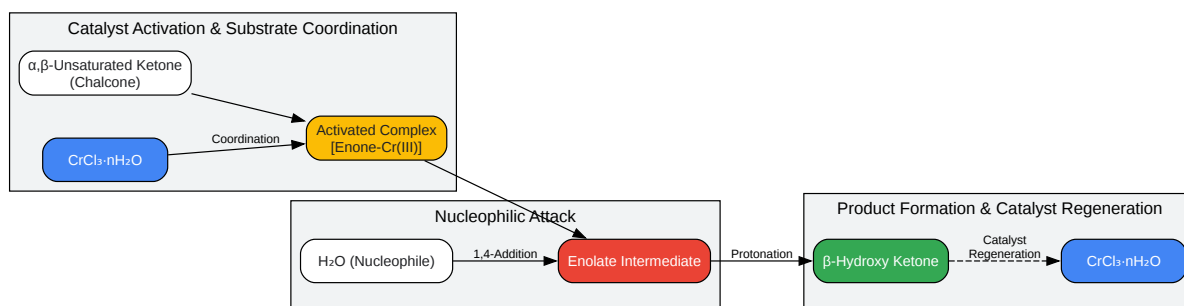 Catalyst Activation & Substrate Coordination
α,β-Unsaturated Ketone
(Chalcone)
Coordination
CrCl₃·nH₂O
Activated Complex
[Enone-Cr(III)]
Nucleophilic Attack
H₂O (Nucleophile)
1,4-Addition
Enolate Intermediate
Protonation
Product Formation & Catalyst Regeneration
β-Hydroxy Ketone
Catalyst
Regeneration
CrCl₃·nH₂O